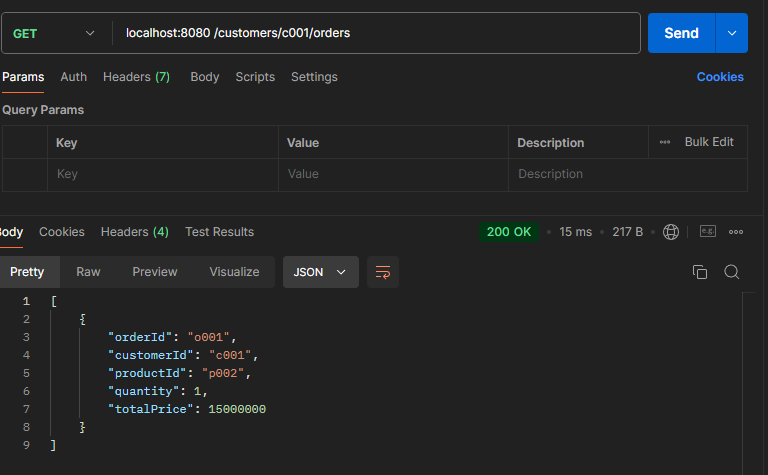 GET localhost:8080 /customers/c001/orders Send
Params Auth Headers (7) Body Scripts Settings Cookies
Query Params
Key Value Description Bulk Edit
Key Value Description
Body Cookies Headers (4) Test Results 200 OK 15 ms 217 B e.g.
Pretty Raw Preview Visualize JSON
1 [
2 {
3 "orderId": "o001",
4 "customerId": "c001",
5 "productId": "p002",
6 "quantity": 1,
7 "totalPrice": 15000000
8 }
9 ]